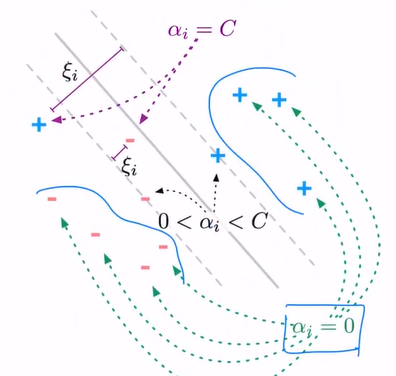 αᵢ = C
ξᵢ
ξᵢ
0 < αᵢ < C
αᵢ = 0